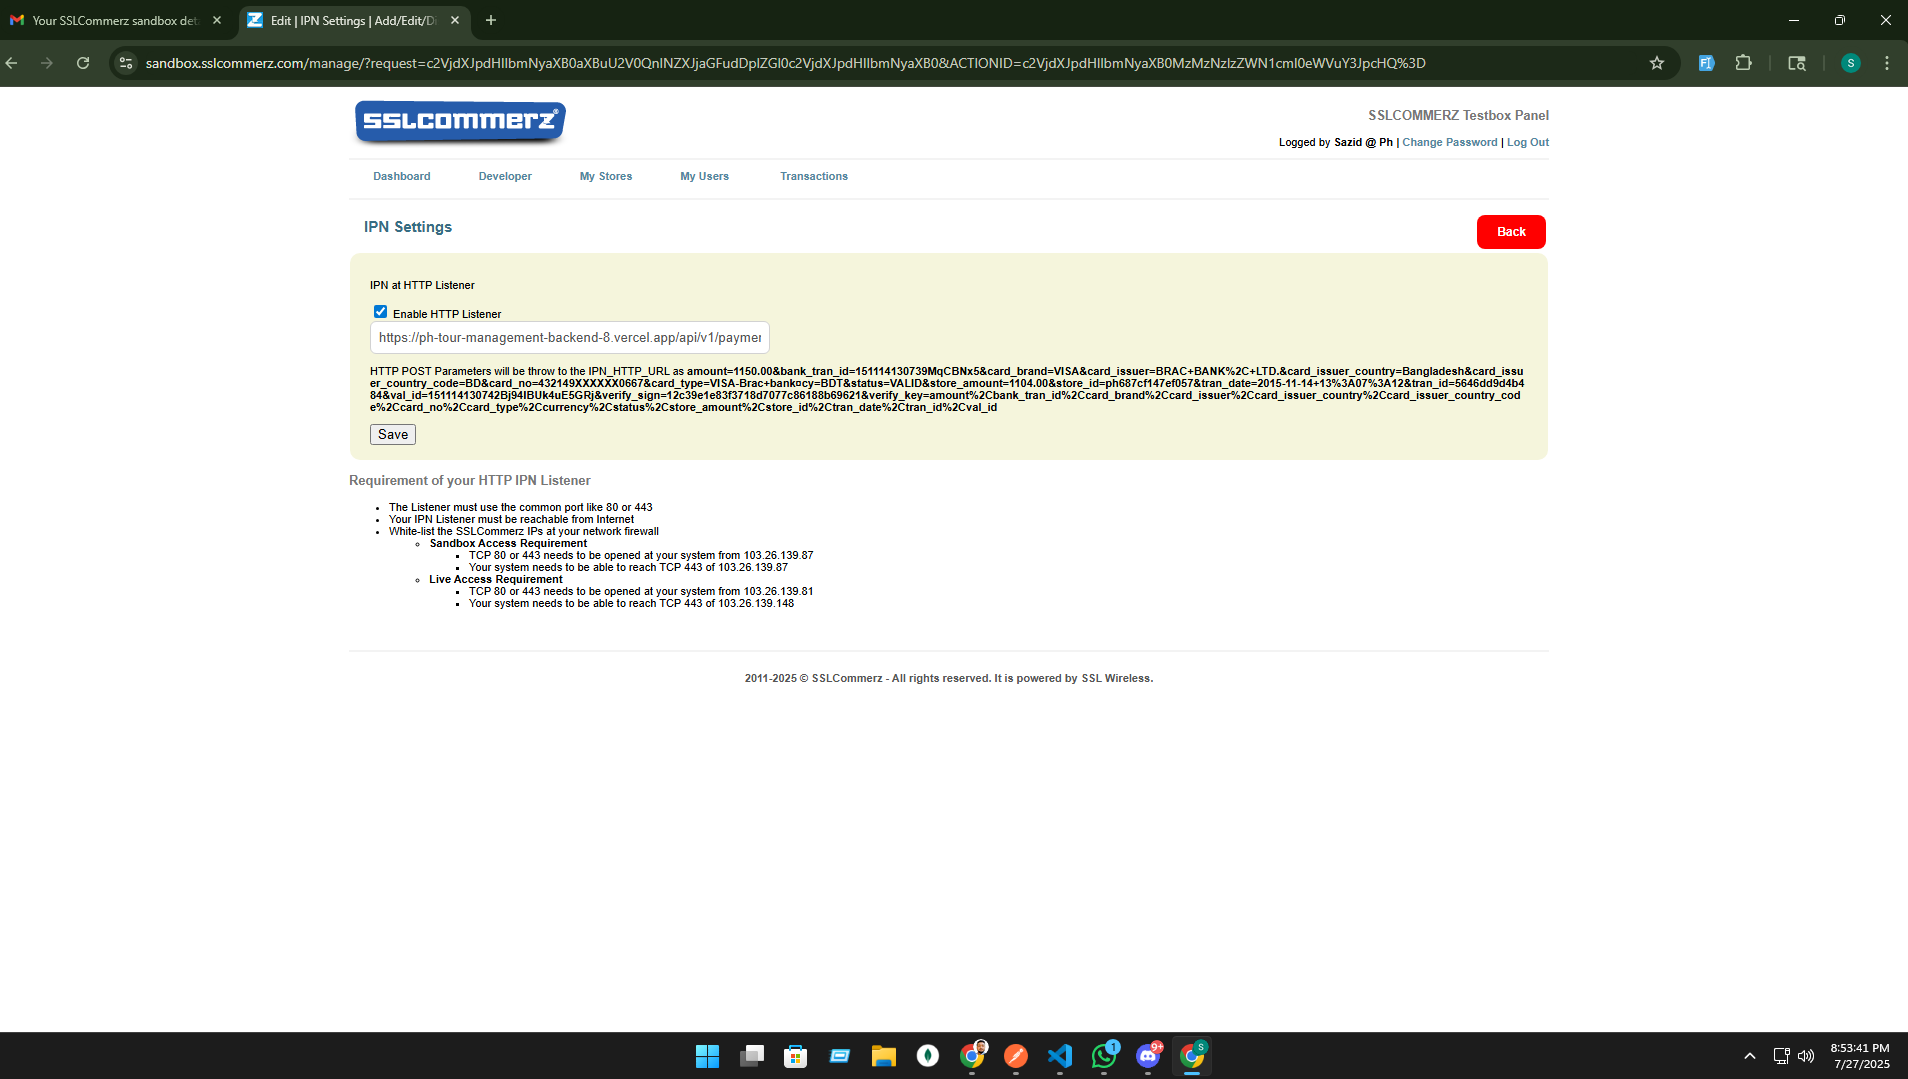 Your SSLCommerz sandbox det
Edit | IPN Settings | Add/Edit/Di
sandbox.sslcommerz.com/manage/?request=c2VjdXJpdHlIbmNyaXB0aXBuU2V0QnlNZXJjaGFudDplZGl0c2VjdXJpdHlIbmNyaXB0&ACTIONID=c2VjdXJpdHlIbmNyaXB0MzMzNzIzZWN1cml0eWVuY3JpcHQ%3D
S
SSLCOMMERZ®
SSLCOMMERZ Testbox Panel
Logged by Sazid @ Ph | Change Password | Log Out
Dashboard Developer My Stores My Users Transactions
IPN Settings
Back
IPN at HTTP Listener
Enable HTTP Listener
https://ph-tour-management-backend-8.vercel.app/api/v1/paymer
HTTP POST Parameters will be throw to the IPN_HTTP_URL as amount=1150.00&bank_tran_id=151114130739MqCBNx5&card_brand=VISA&card_issuer=BRAC+BANK%2C+LTD.&card_issuer_country=Bangladesh&card_issu
er_country_code=BD&card_no=432149XXXXXX0667&card_type=VISA-Brac+bank¤cy=BDT&status=VALID&store_amount=1104.00&store_id=ph687cf147ef057&tran_date=2015-11-14+13%3A07%3A12&tran_id=5646dd9d4b4
84&val_id=151114130742Bj94IBUk4uE5GRj&verify_sign=12c39e1e83f3718d7077c86188b69621&verify_key=amount%2Cbank_tran_id%2Ccard_brand%2Ccard_issuer%2Ccard_issuer_country%2Ccard_issuer_country_cod
e%2Ccard_no%2Ccard_type%2Ccurrency%2Cstatus%2Cstore_amount%2Cstore_id%2Ctran_date%2Ctran_id%2Cval_id
Save
Requirement of your HTTP IPN Listener
The Listener must use the common port like 80 or 443
Your IPN Listener must be reachable from Internet
White-list the SSLCommerz IPs at your network firewall
Sandbox Access Requirement
TCP 80 or 443 needs to be opened at your system from 103.26.139.87
Your system needs to be able to reach TCP 443 of 103.26.139.87
Live Access Requirement
TCP 80 or 443 needs to be opened at your system from 103.26.139.81
Your system needs to be able to reach TCP 443 of 103.26.139.148
2011-2025 © SSLCommerz - All rights reserved. It is powered by SSL Wireless.
1
9+
S
8:53:41 PM
7/27/2025